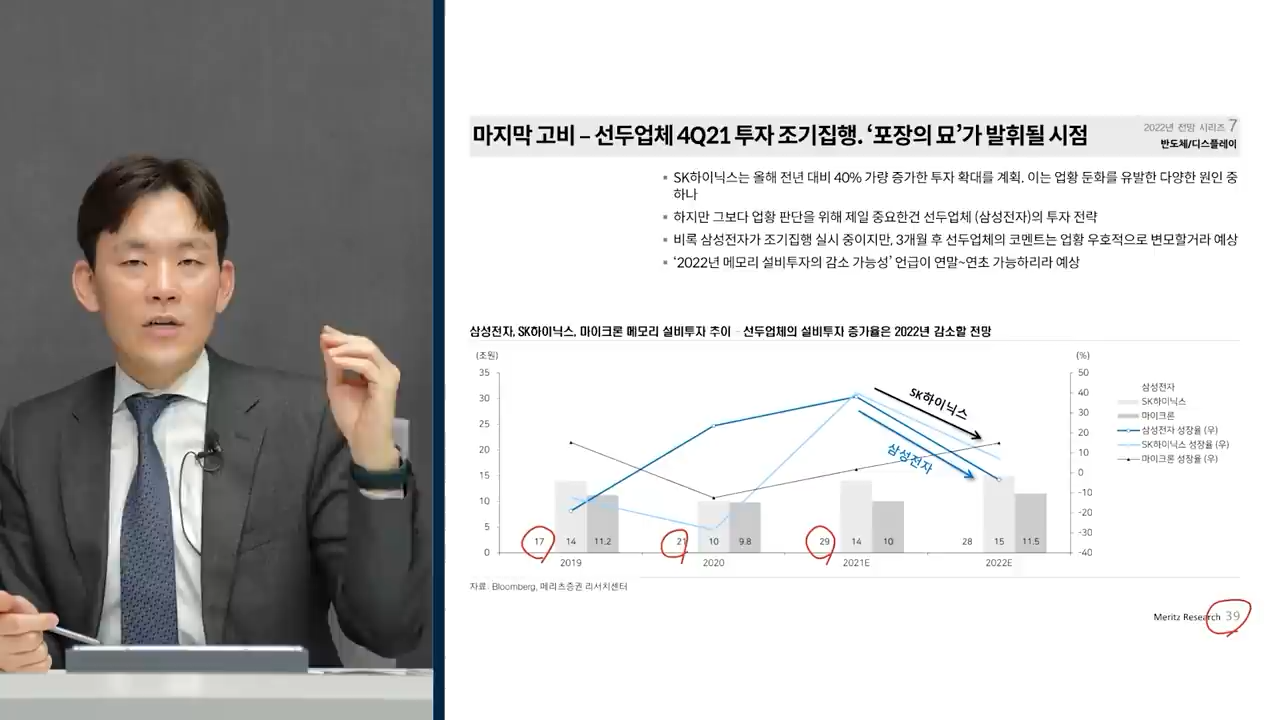 마지막 고비 – 선두업체 4Q21 투자 조기집행. ‘포장의 묘’가 발휘될 시점
2022년 전망 시리즈 7
반도체/디스플레이
▪ SK하이닉스는 올해 전년 대비 40% 가량 증가한 투자 확대를 계획. 이는 업황 둔화를 유발한 다양한 원인 중
하나
▪ 하지만 그보다 업황 판단을 위해 제일 중요한건 선두업체 (삼성전자)의 투자 전략
▪ 비록 삼성전자가 조기집행 실시 중이지만, 3개월 후 선두업체의 코멘트는 업황 우호적으로 변모할거라 예상
▪ ‘2022년 메모리 설비투자의 감소 가능성’ 언급이 연말~연초 가능하리라 예상
삼성전자, SK하이닉스, 마이크론 메모리 설비투자 추이 – 선두업체의 설비투자 증가율은 2022년 감소할 전망
(조원)
(%)
35
30
25
20
15
10
5
0
50
40
30
20
10
0
-10
-20
-30
-40
SK하이닉스
삼성전자
17 14 11.2
21 10 9.8
29 14 10
28 15 11.5
2019 2020 2021E 2022E
삼성전자
SK하이닉스
마이크론
삼성전자 성장율 (우)
SK하이닉스 성장율 (우)
마이크론 성장율 (우)
자료: Bloomberg, 메리츠증권 리서치센터
Meritz Research 39